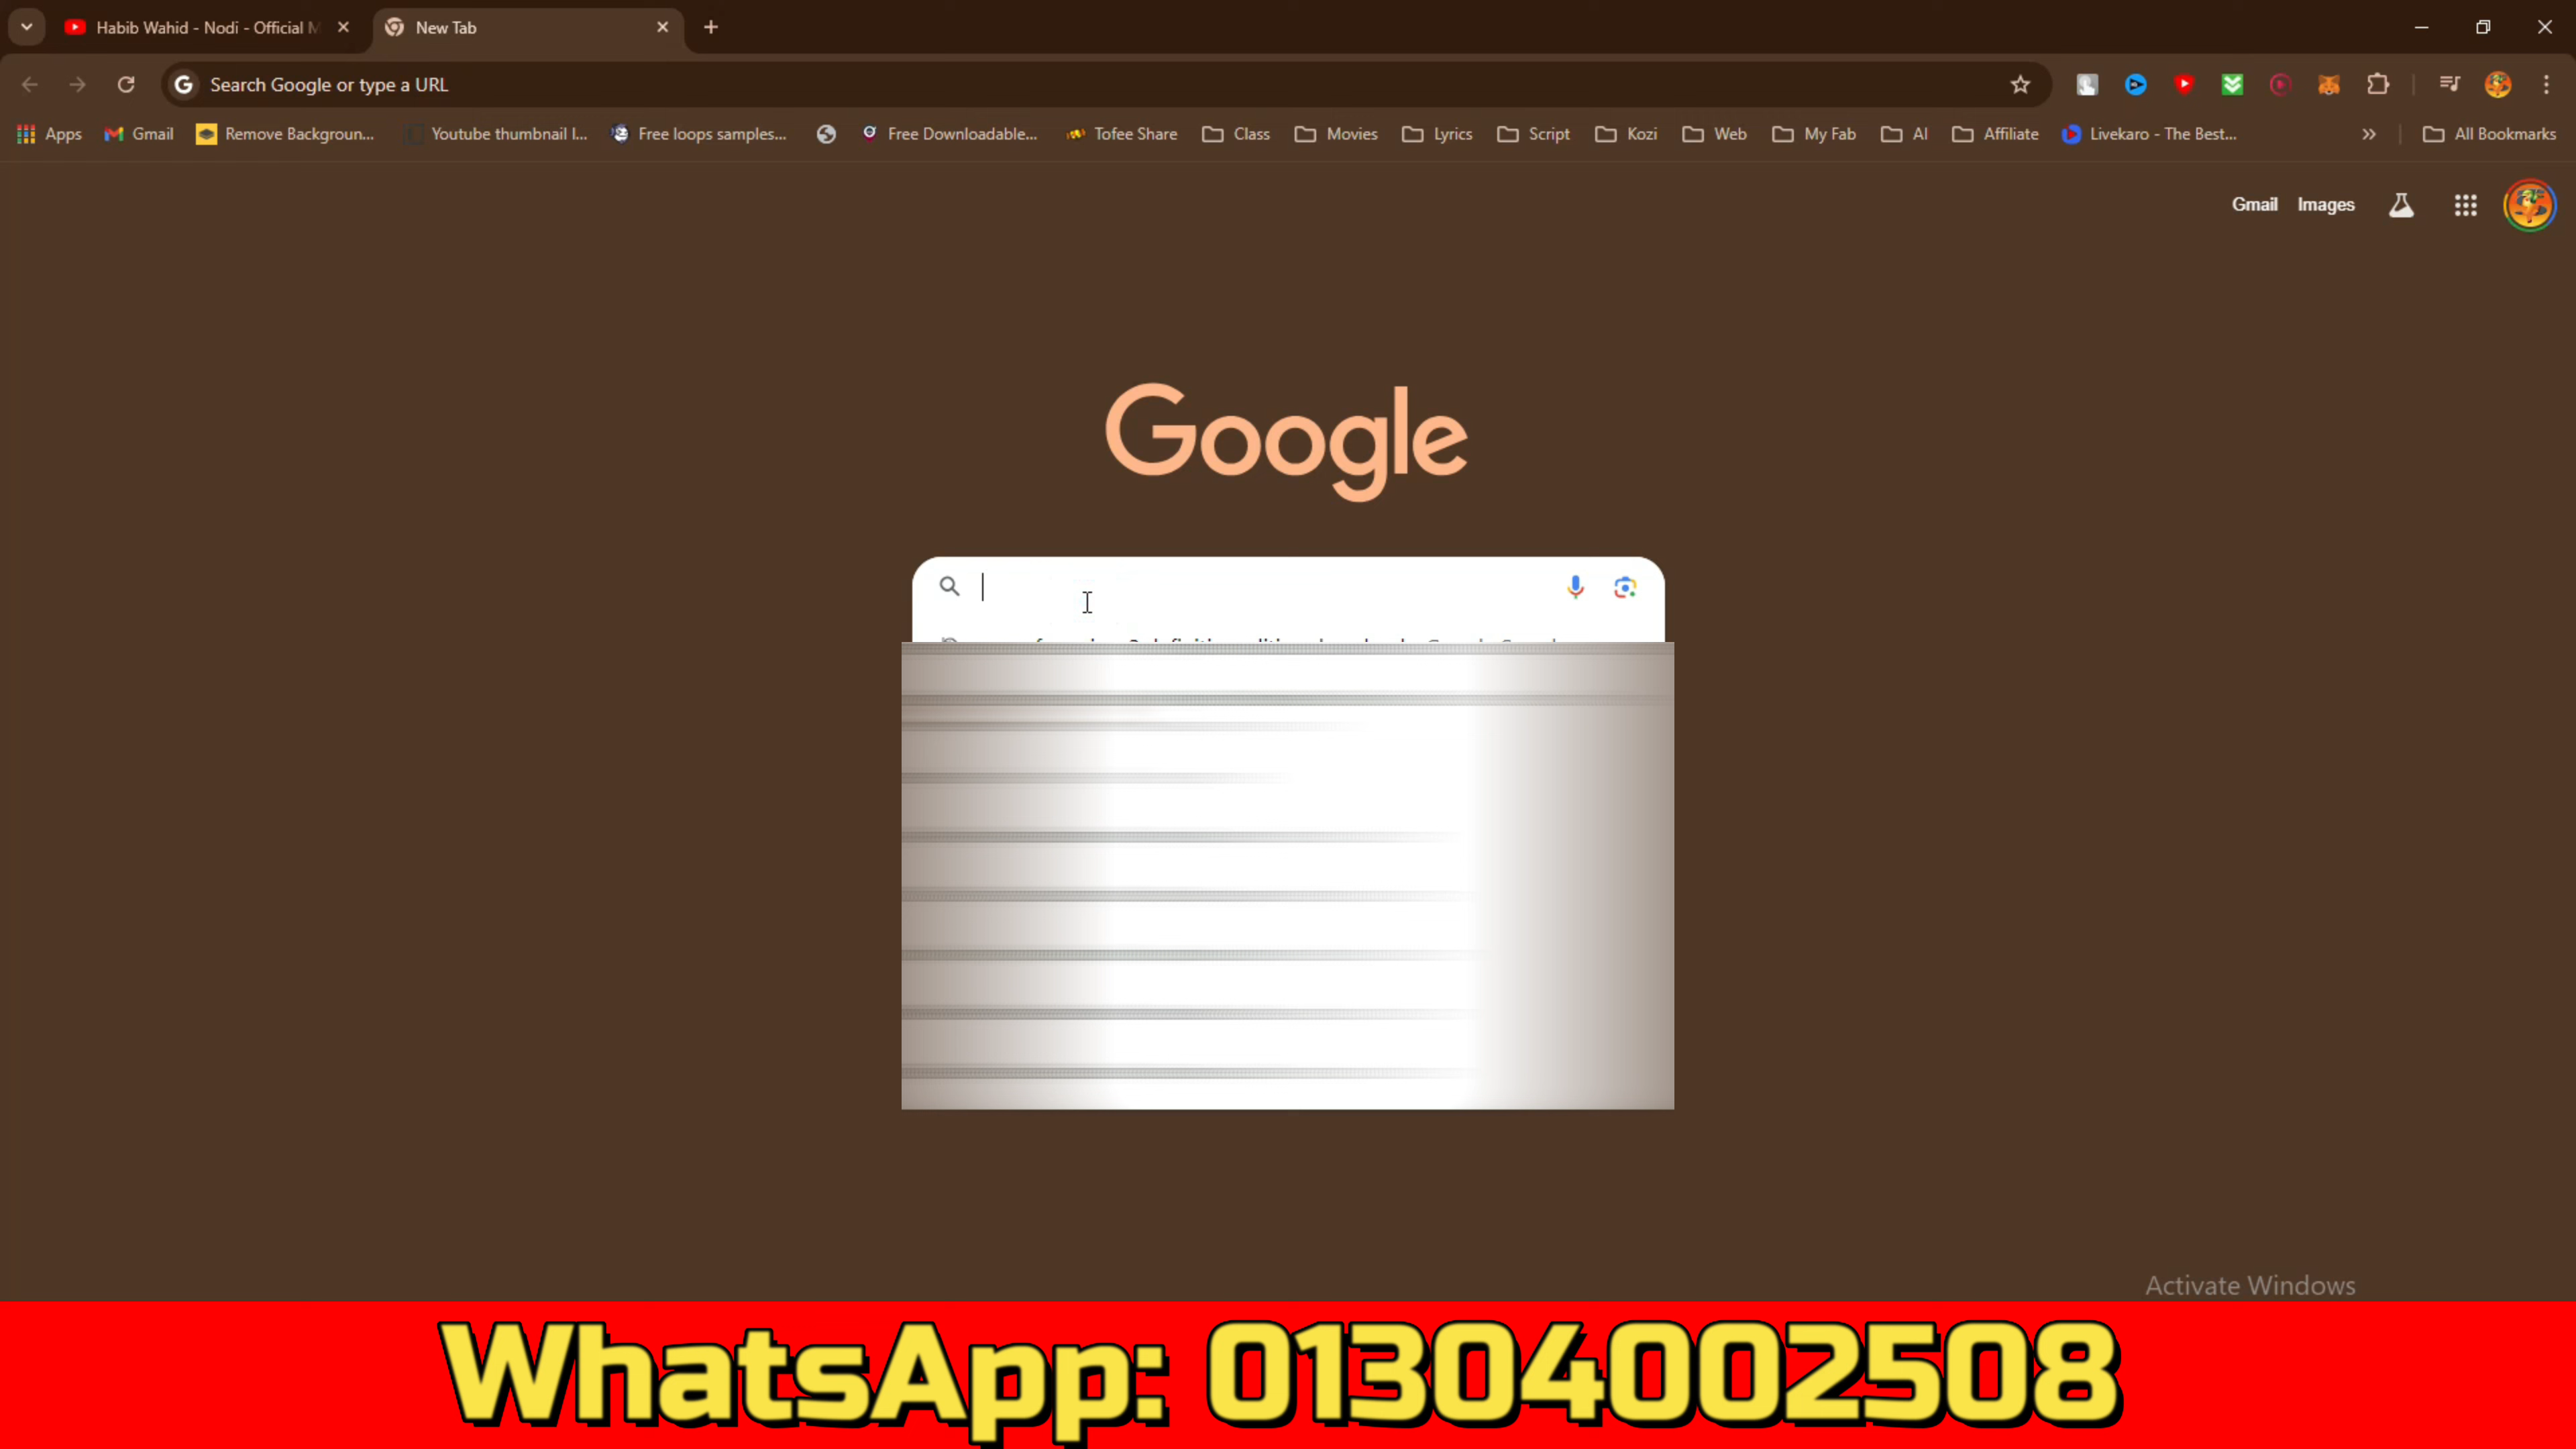 Habib Wahid - Nodi - Official M
New Tab
Search Google or type a URL
Apps
Gmail
Remove Backgroun...
Youtube thumbnail l...
Free loops samples...
Free Downloadable...
Tofee Share
Class
Movies
Lyrics
Script
Kozi
Web
My Fab
AI
Affiliate
Livekaro - The Best...
All Bookmarks
Gmail Images
Google
Activate Windows
WhatsApp: 01304002508